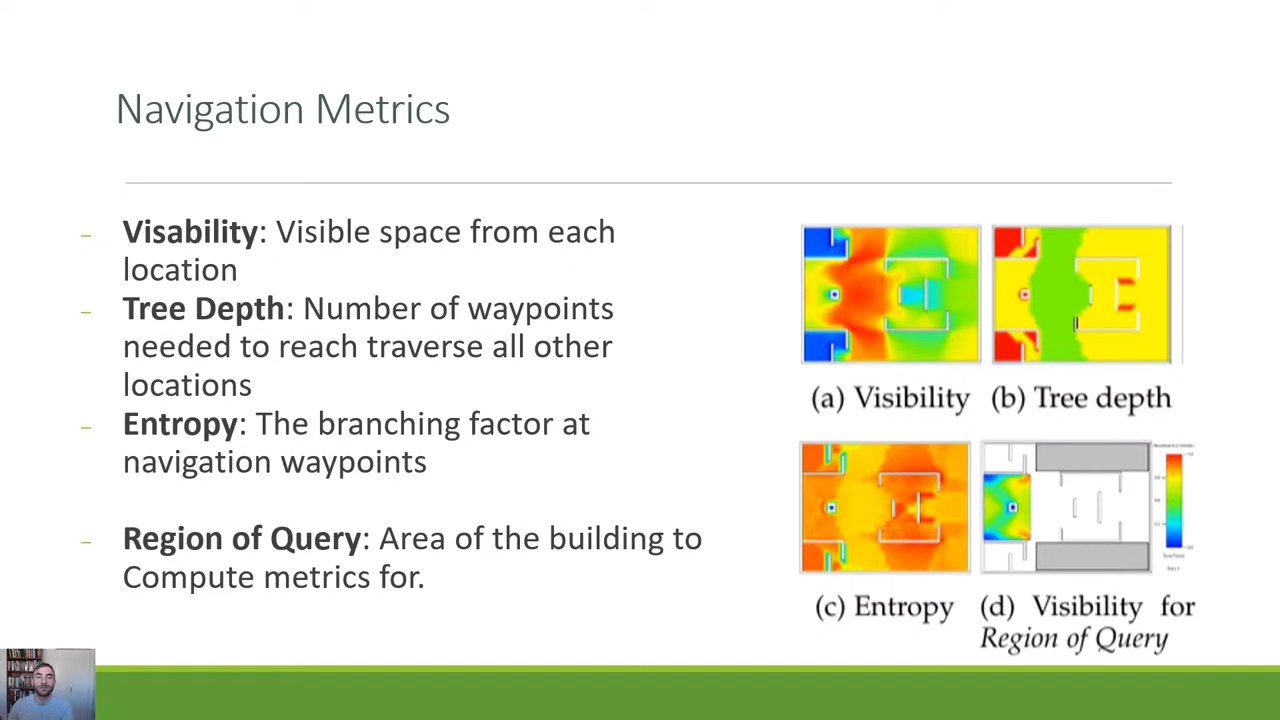 Navigation Metrics
– Visability: Visible space from each
location
– Tree Depth: Number of waypoints
needed to reach traverse all other
locations
– Entropy: The branching factor at
navigation waypoints
– Region of Query: Area of the building to
Compute metrics for.
(a) Visibility
(b) Tree depth
(c) Entropy
(d) Visibility for
Region of Query